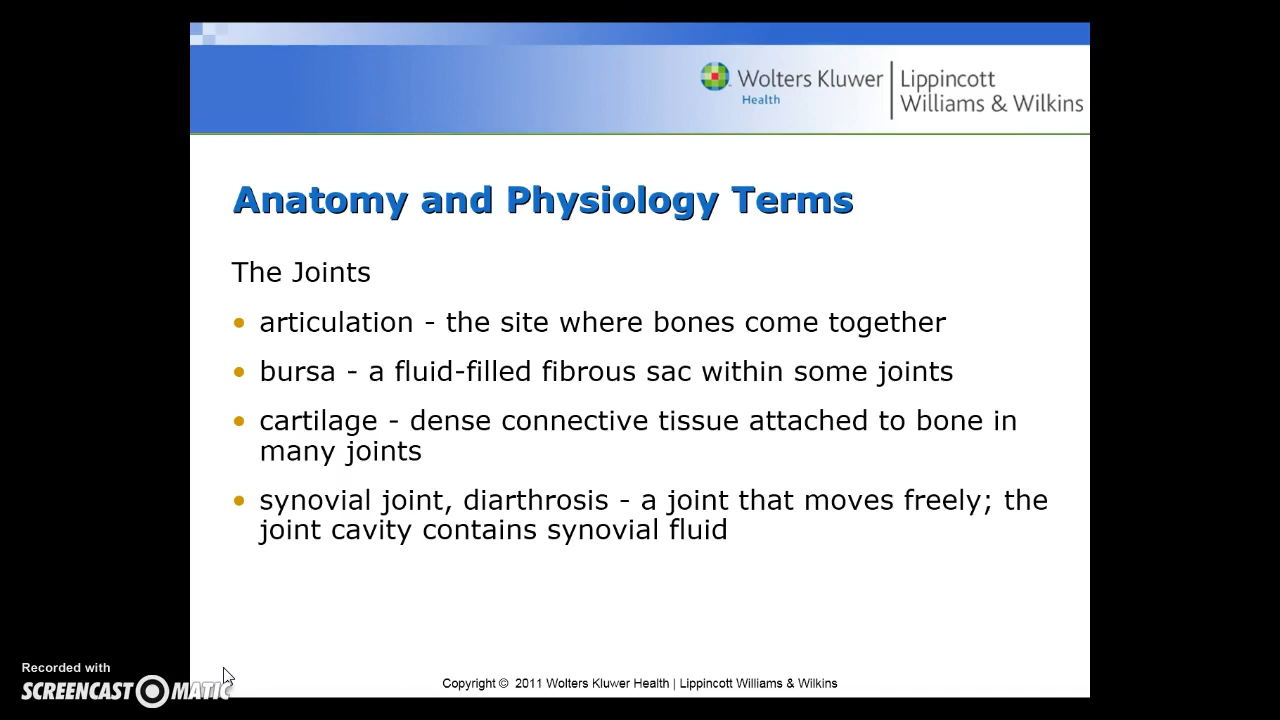 Wolters Kluwer
Health
Lippincott
Williams & Wilkins
Anatomy and Physiology Terms
The Joints
• articulation - the site where bones come together
• bursa - a fluid-filled fibrous sac within some joints
• cartilage - dense connective tissue attached to bone in
many joints
• synovial joint, diarthrosis - a joint that moves freely; the
joint cavity contains synovial fluid
Recorded with
SCREENCAST-O-MATIC
Copyright © 2011 Wolters Kluwer Health | Lippincott Williams & Wilkins